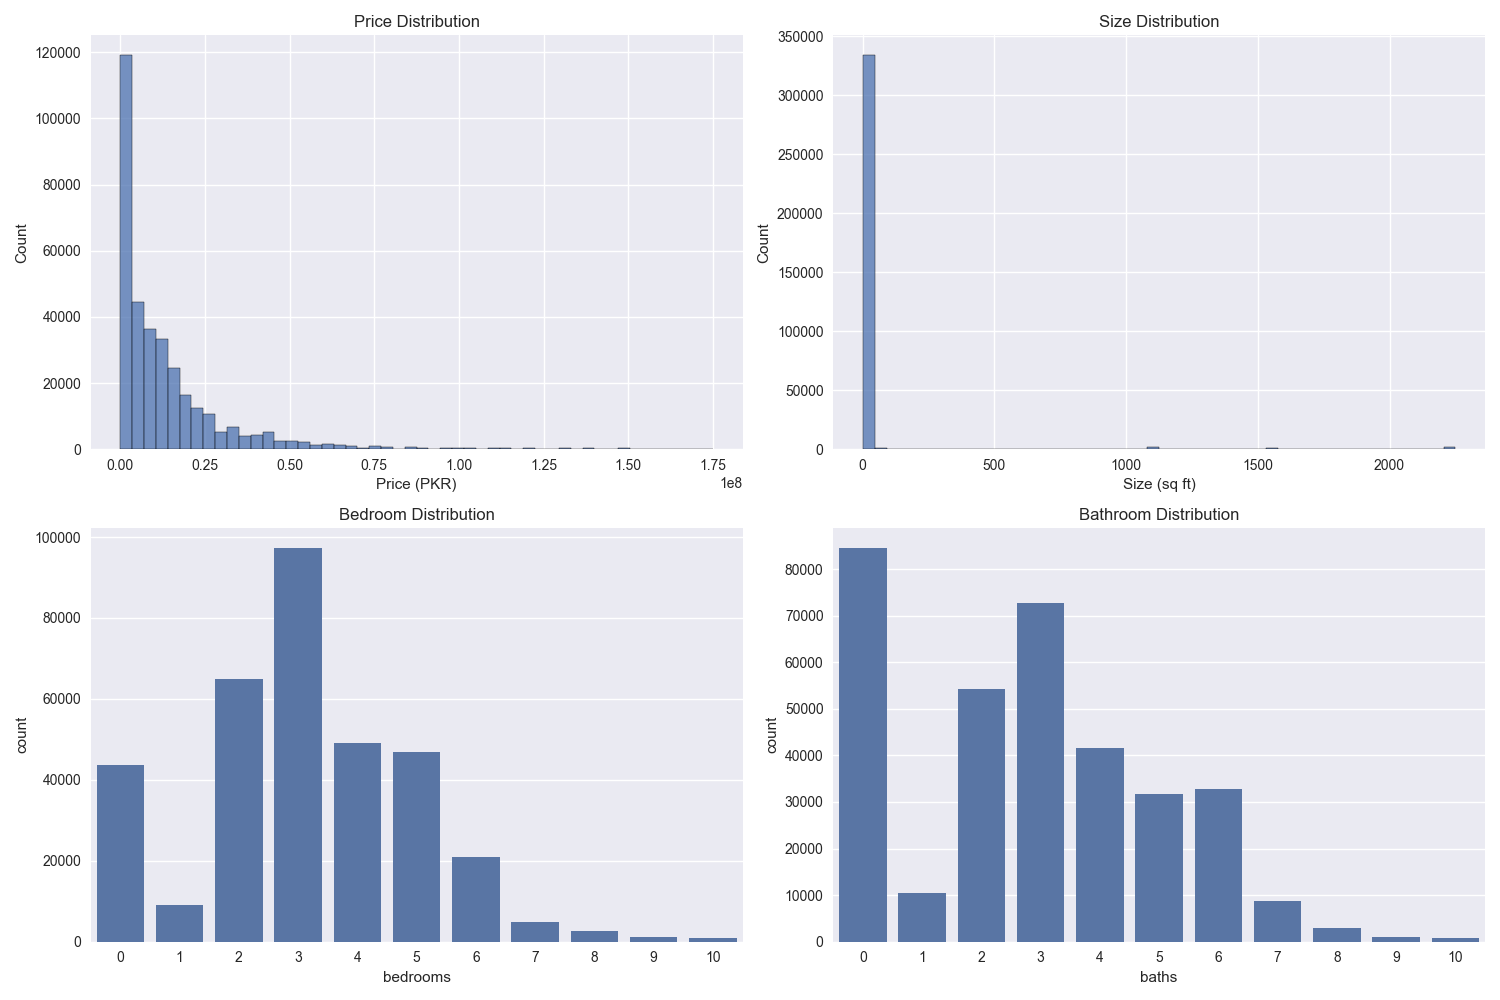 Price Distribution
120000
100000
80000
60000
40000
20000
0
Count
0.00 0.25 0.50 0.75 1.00 1.25 1.50 1.75
1e8
Price (PKR)
Size Distribution
350000
300000
250000
200000
150000
100000
50000
0
Count
0 500 1000 1500 2000
Size (sq ft)
Bedroom Distribution
100000
80000
60000
40000
20000
0
count
0 1 2 3 4 5 6 7 8 9 10
bedrooms
Bathroom Distribution
80000
70000
60000
50000
40000
30000
20000
10000
0
count
0 1 2 3 4 5 6 7 8 9 10
baths